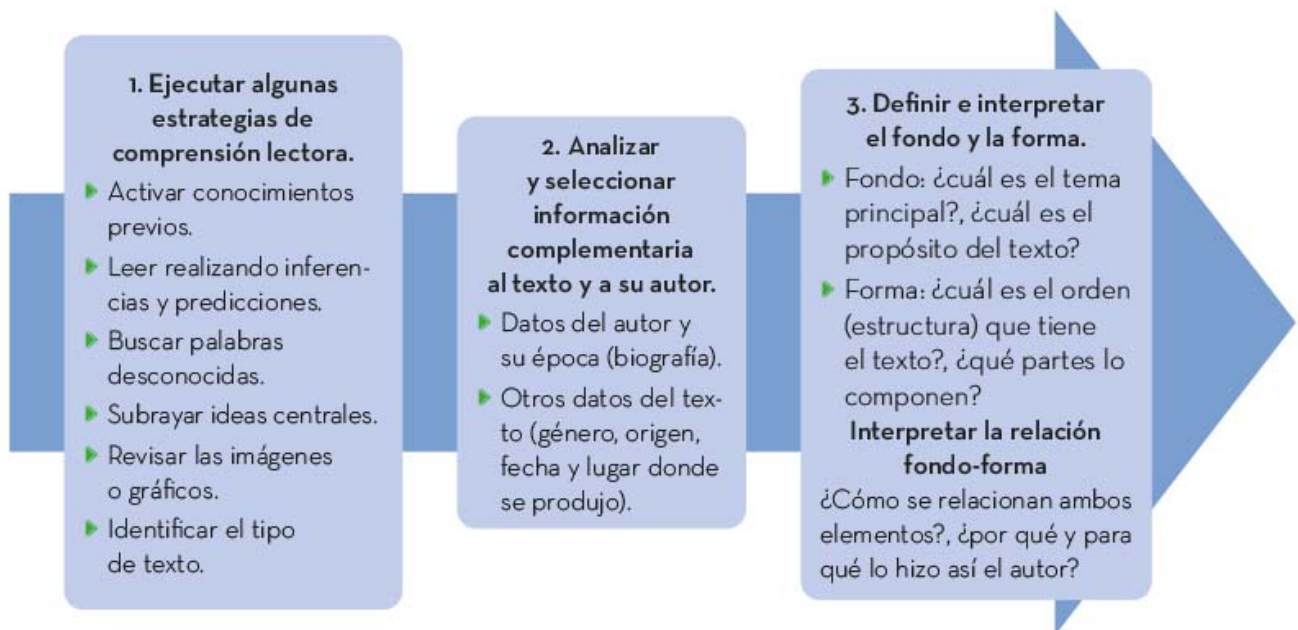 1. Ejecutar algunas
estrategias de
comprensión lectora.
Activar conocimientos
previos.
Leer realizando inferen-
cias y predicciones.
Buscar palabras
desconocidas.
Subrayar ideas centrales.
Revisar las imágenes
o gráficos.
Identificar el tipo
de texto.
2. Analizar
y seleccionar
información
complementaria
al texto y a su autor.
Datos del autor y
su época (biografía).
Otros datos del tex-
to (género, origen,
fecha y lugar donde
se produjo).
3. Definir e interpretar
el fondo y la forma.
Fondo: ¿cuál es el tema
principal?, ¿cuál es el
propósito del texto?
Forma: ¿cuál es el orden
(estructura) que tiene
el texto?, ¿qué partes lo
componen?
Interpretar la relación
fondo-forma
¿Cómo se relacionan ambos
elementos?, ¿por qué y para
qué lo hizo así el autor?